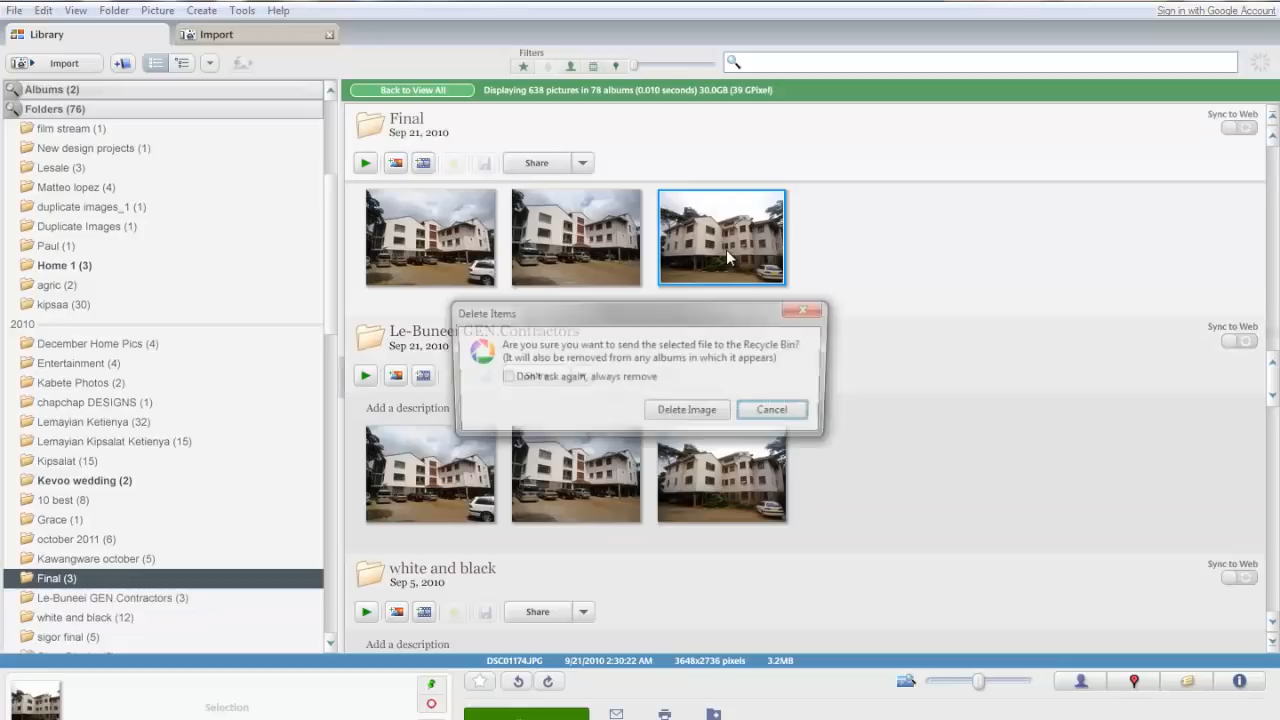 File Edit View Folder Picture Create Tools Help
Sign in with Google Account
Library
Import
Import
Filters
Albums (2)
Folders (76)
film stream (1)
New design projects (1)
Lesale (3)
Matteo lopez (4)
duplicate images_1 (1)
Duplicate Images (1)
Paul (1)
Home 1 (3)
agric (2)
kipsaa (30)
2010
December Home Pics (4)
Entertainment (4)
Kabete Photos (2)
chapchap DESIGNS (1)
Lemayian Kipsalat (32)
Lemayian Kipsalat Ketienya (15)
Kipsalat (15)
Kevoo wedding (2)
10 best (8)
Grace (1)
october 2011 (6)
Kawangware october (5)
Final (3)
Le-Buneei GEN.Contractors (3)
white and black (12)
sigor final (5)
Back to View All
Displaying 638 pictures in 78 albums (0.010 seconds) 30.0GB (39 GPixel)
Final
Sep 21, 2010
Sync to Web
Share
Le-Buneei GEN.Contractors
Sep 21, 2010
Sync to Web
Add a description
Delete Items
Are you sure you want to send the selected file to the Recycle Bin?
(It will also be removed from any albums in which it appears)
Don't ask again, always remove
Delete Image
Cancel
white and black
Sep 5, 2010
Sync to Web
Share
Add a description
DSC01174.JPG 9/21/2010 2:30:22 AM 3648x2736 pixels 3.2MB
Selection